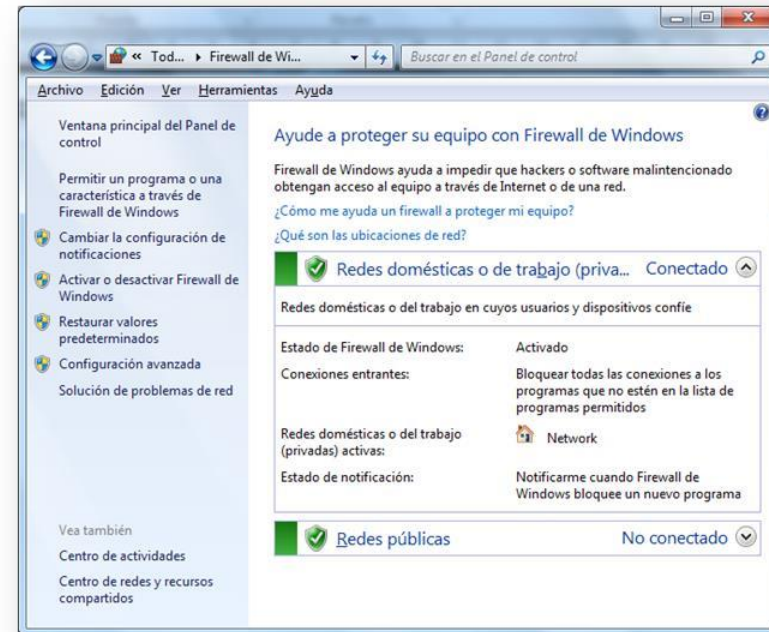 « Tod... ▸ Firewall de Wi...
Buscar en el Panel de control
Archivo Edición Ver Herramientas Ayuda
Ventana principal del Panel de
control
Permitir un programa o una
característica a través de
Firewall de Windows
Cambiar la configuración de
notificaciones
Activar o desactivar Firewall de
Windows
Restaurar valores
predeterminados
Configuración avanzada
Solución de problemas de red
Vea también
Centro de actividades
Centro de redes y recursos
compartidos
Ayude a proteger su equipo con Firewall de Windows
Firewall de Windows ayuda a impedir que hackers o software malintencionado
obtengan acceso al equipo a través de Internet o de una red.
¿Cómo me ayuda un firewall a proteger mi equipo?
¿Qué son las ubicaciones de red?
Redes domésticas o de trabajo (priva... Conectado
Redes domésticas o del trabajo en cuyos usuarios y dispositivos confíe
Estado de Firewall de Windows: Activado
Conexiones entrantes: Bloquear todas las conexiones a los
programas que no estén en la lista de
programas permitidos
Redes domésticas o del trabajo
(privadas) activas: Network
Estado de notificación: Notificarme cuando Firewall de
Windows bloquee un nuevo programa
Redes públicas No conectado